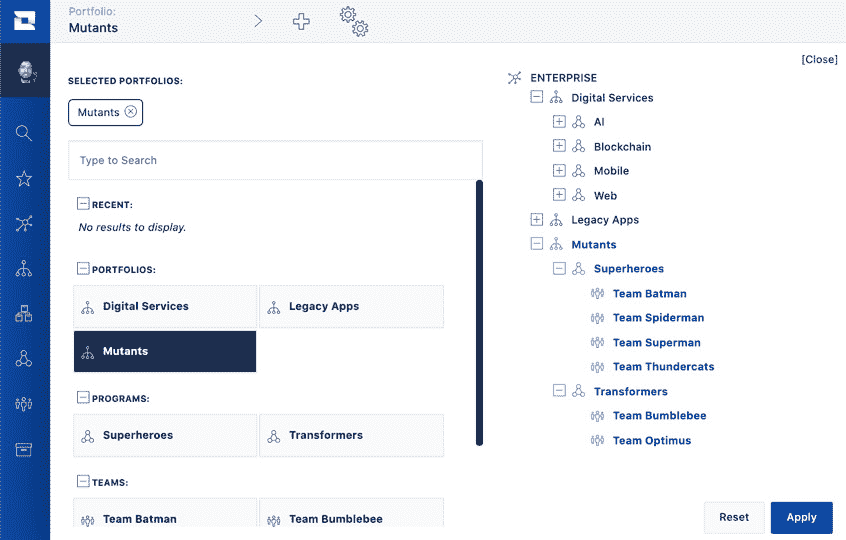 Portfolio:
Mutants
[Close]
SELECTED PORTFOLIOS:
Mutants
Type to Search
RECENT:
No results to display.
PORTFOLIOS:
Digital Services
Legacy Apps
Mutants
PROGRAMS:
Superheroes
Transformers
TEAMS:
Team Batman
Team Bumblebee
ENTERPRISE
Digital Services
AI
Blockchain
Mobile
Web
Legacy Apps
Mutants
Superheroes
Team Batman
Team Spiderman
Team Superman
Team Thundercats
Transformers
Team Bumblebee
Team Optimus
Reset
Apply